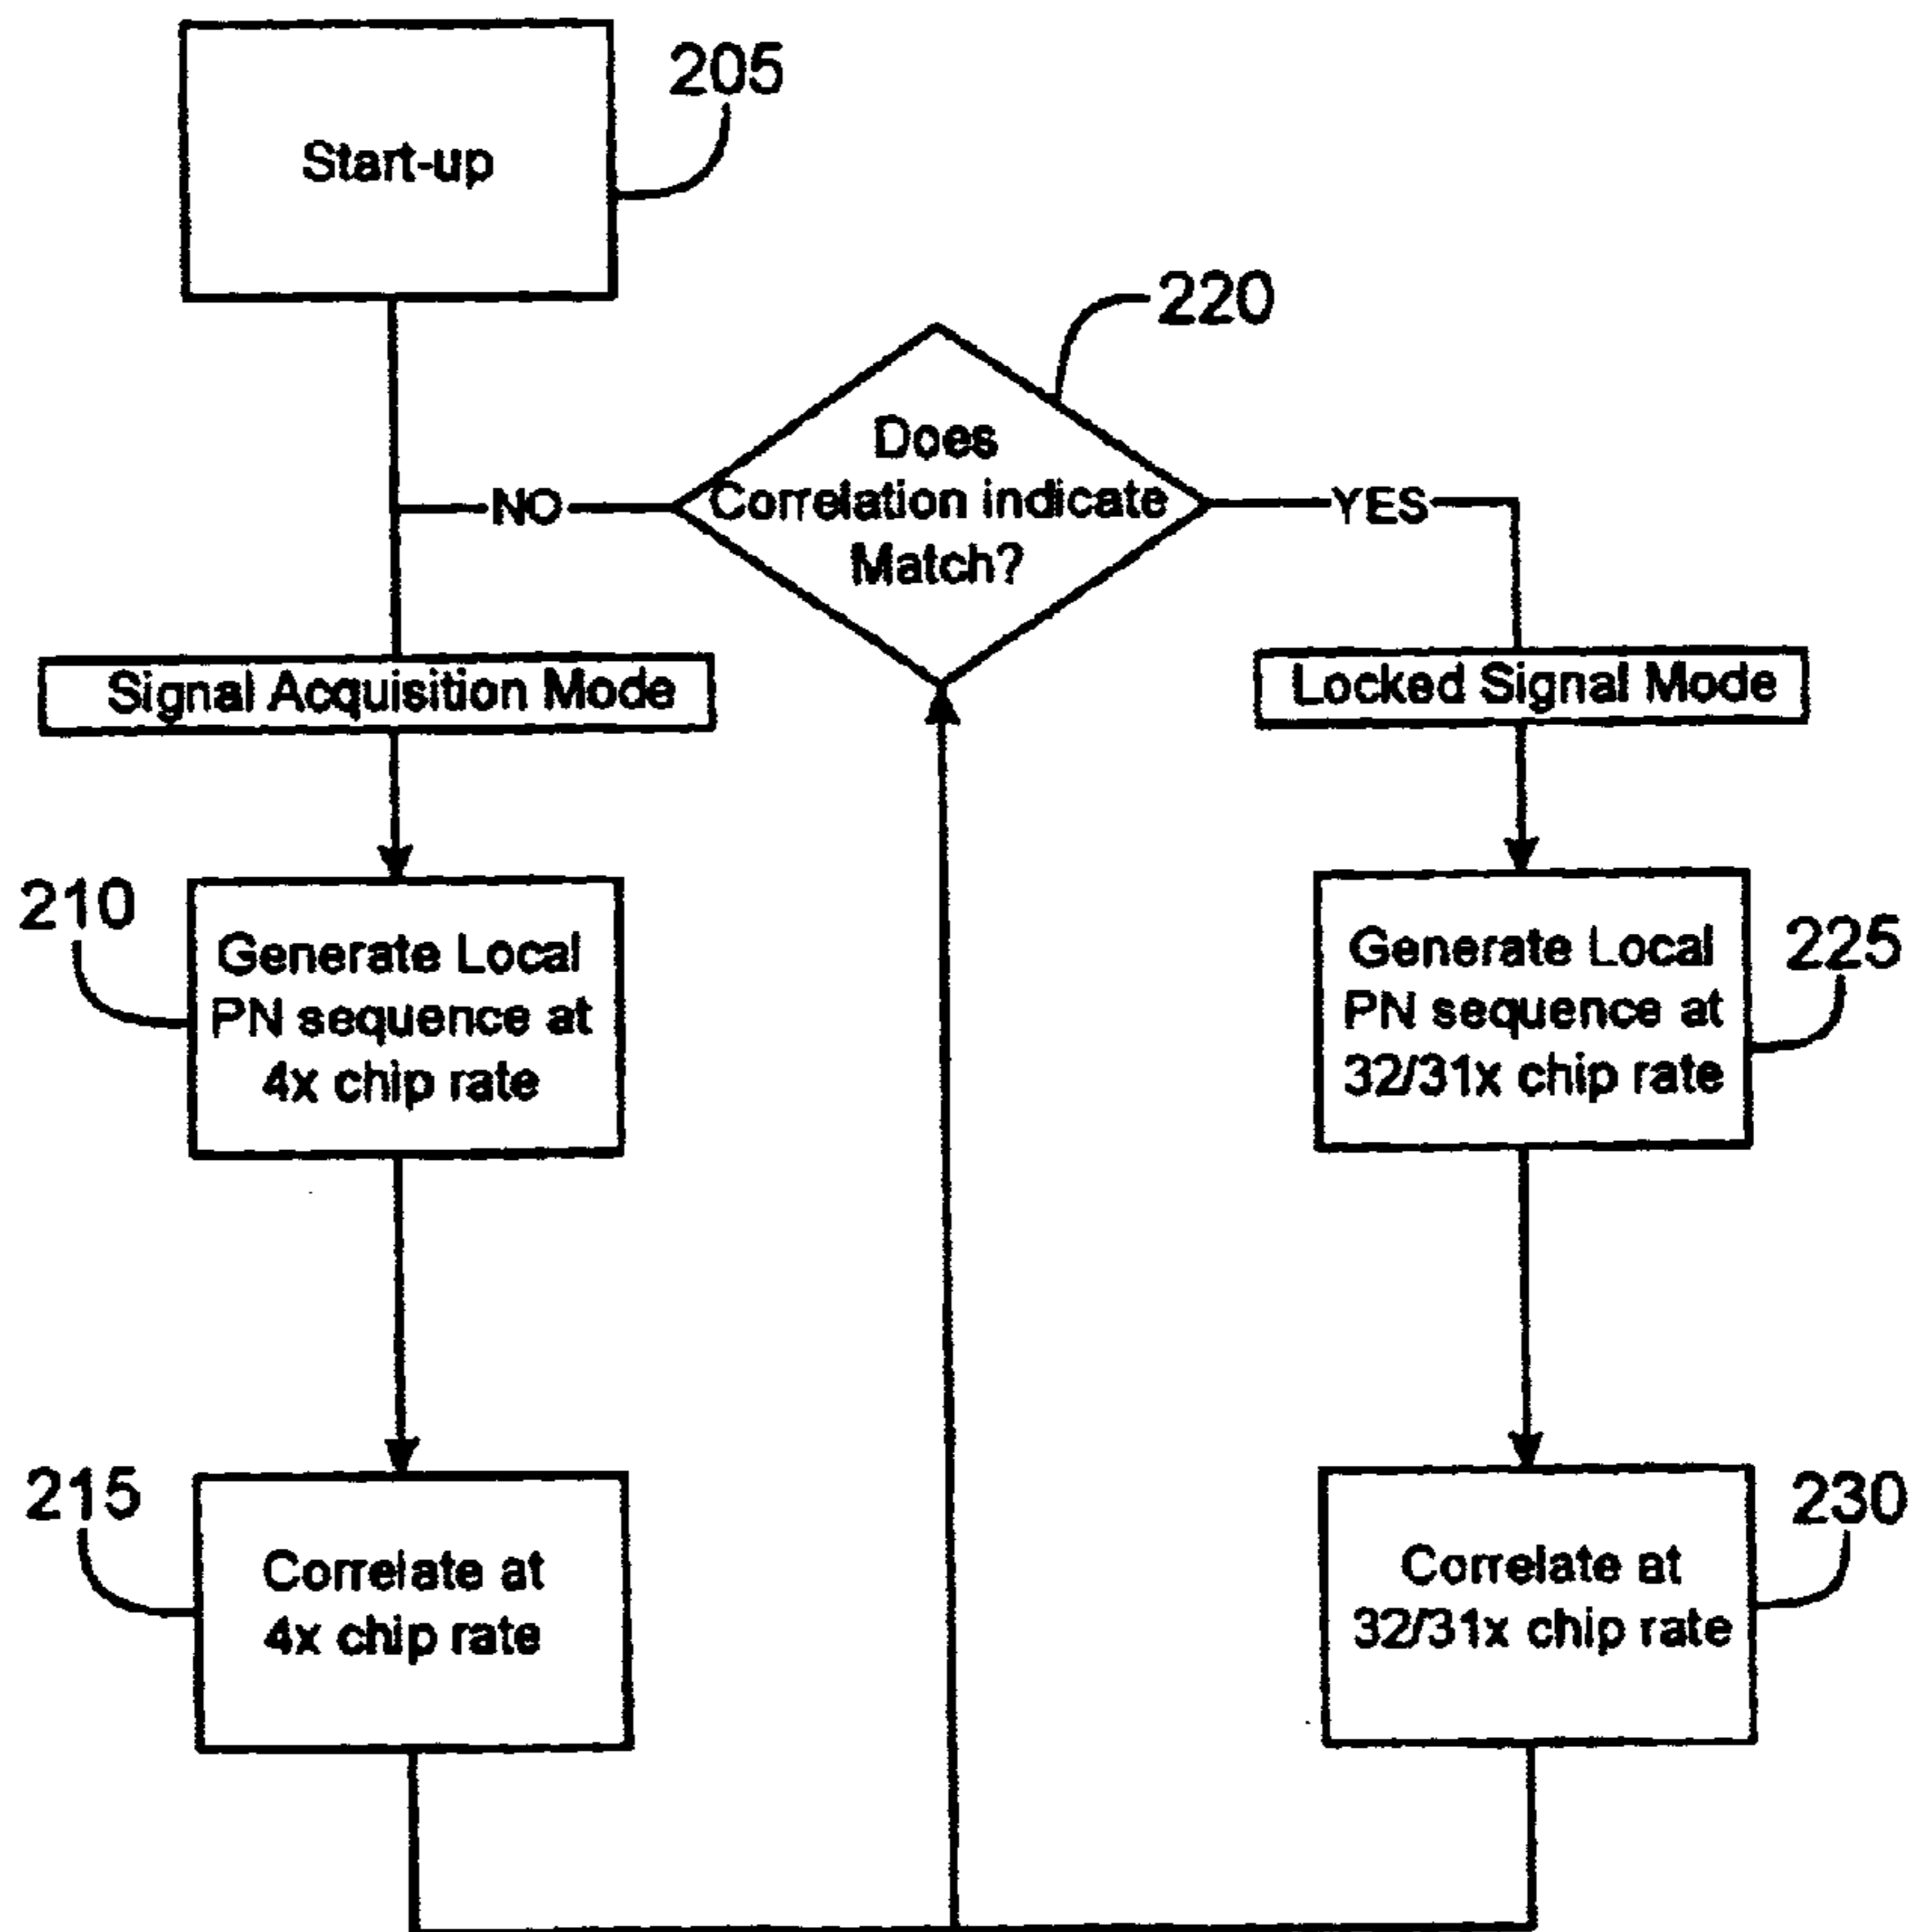 205
Start-up
220
Does
Correlation indicate
Match?
NO
YES
Signal Acquisition Mode
Locked Signal Mode
210
Generate Local
PN sequence at
4x chip rate
225
Generate Local
PN sequence at
32/31x chip rate
215
Correlate at
4x chip rate
230
Correlate at
32/31x chip rate